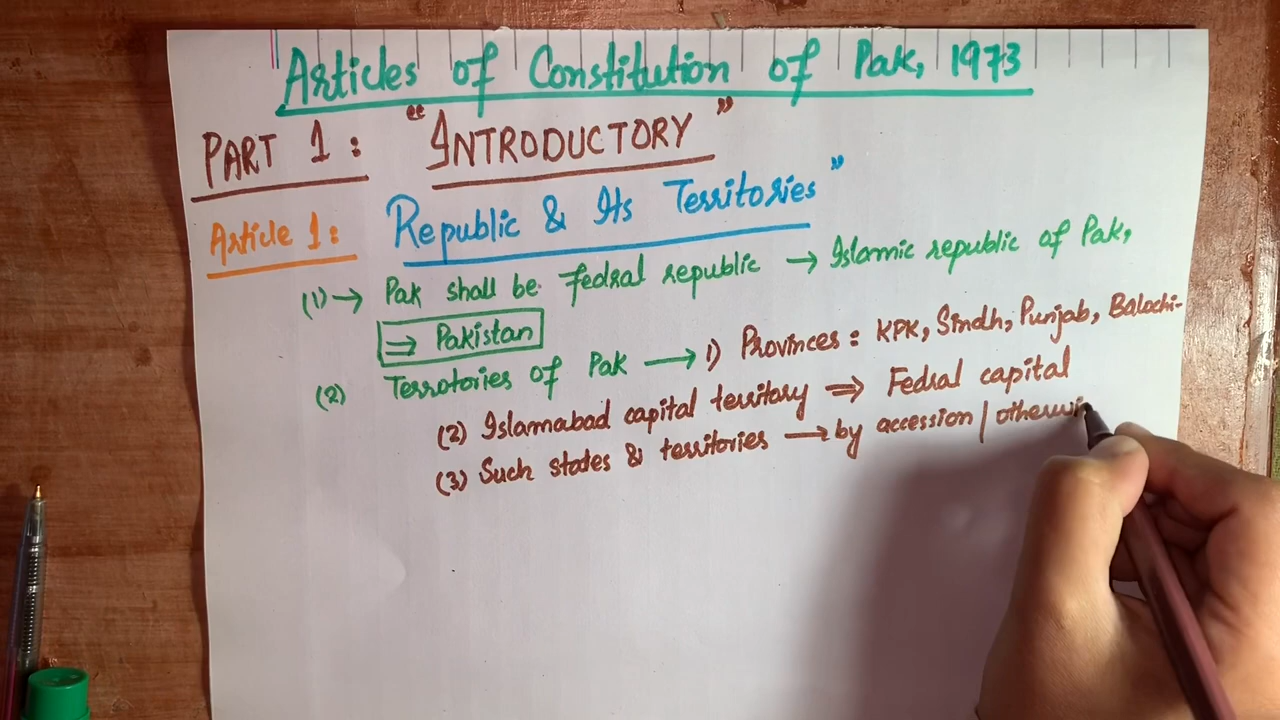 Articles of Constitution of Pak, 1973
PART 1: "INTRODUCTORY"
Article 1: Republic & Its Territories"
(1)→ Pak shall be fedral republic → Islamic republic of Pak,
⇒ Pakistan
(2) Terrotories of Pak → 1) Provinces: KPK, Sindh, Punjab, Balochi-
(2) Islamabad capital territory ⇒ Fedral capital
(3) Such states & territories → by accession / otherwi